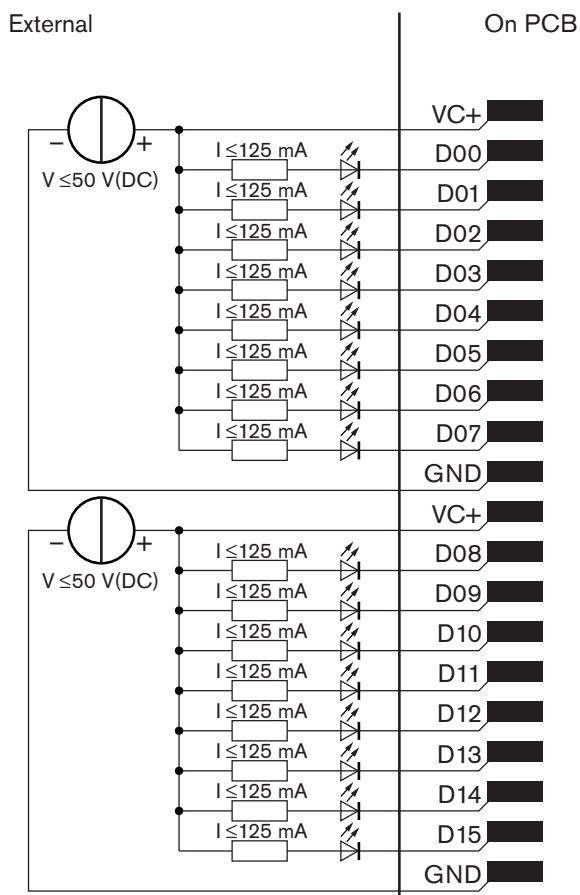 External
On PCB
VC+
− +
V ≤50 V(DC)
I ≤125 mA
D00
I ≤125 mA
D01
I ≤125 mA
D02
I ≤125 mA
D03
I ≤125 mA
D04
I ≤125 mA
D05
I ≤125 mA
D06
I ≤125 mA
D07
GND
VC+
− +
V ≤50 V(DC)
I ≤125 mA
D08
I ≤125 mA
D09
I ≤125 mA
D10
I ≤125 mA
D11
I ≤125 mA
D12
I ≤125 mA
D13
I ≤125 mA
D14
I ≤125 mA
D15
GND